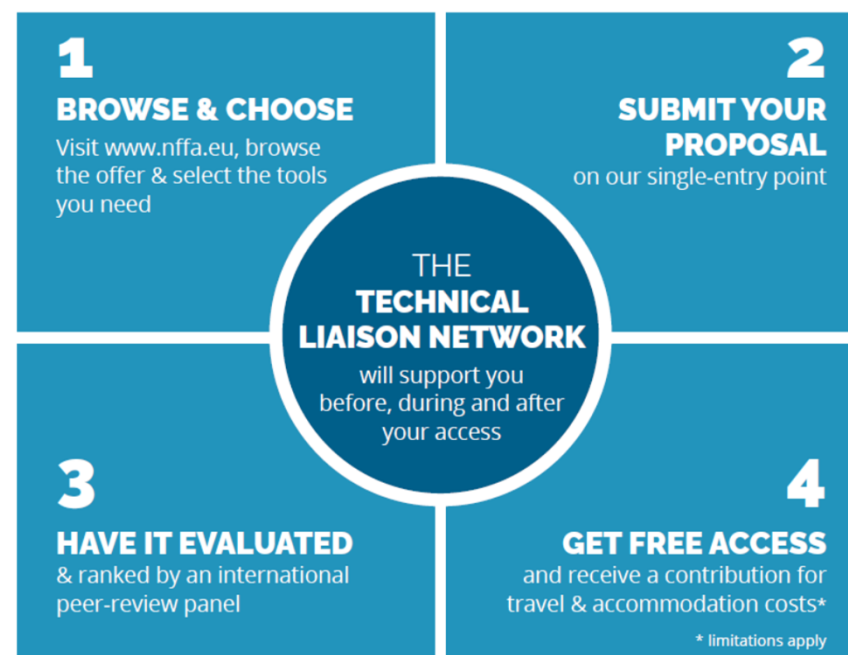 1
BROWSE & CHOOSE
Visit www.nffa.eu, browse
the offer & select the tools
you need
2
SUBMIT YOUR
PROPOSAL
on our single-entry point
THE
TECHNICAL
LIAISON NETWORK
will support you
before, during and after
your access
3
HAVE IT EVALUATED
& ranked by an international
peer-review panel
4
GET FREE ACCESS
and receive a contribution for
travel & accommodation costs*
* limitations apply